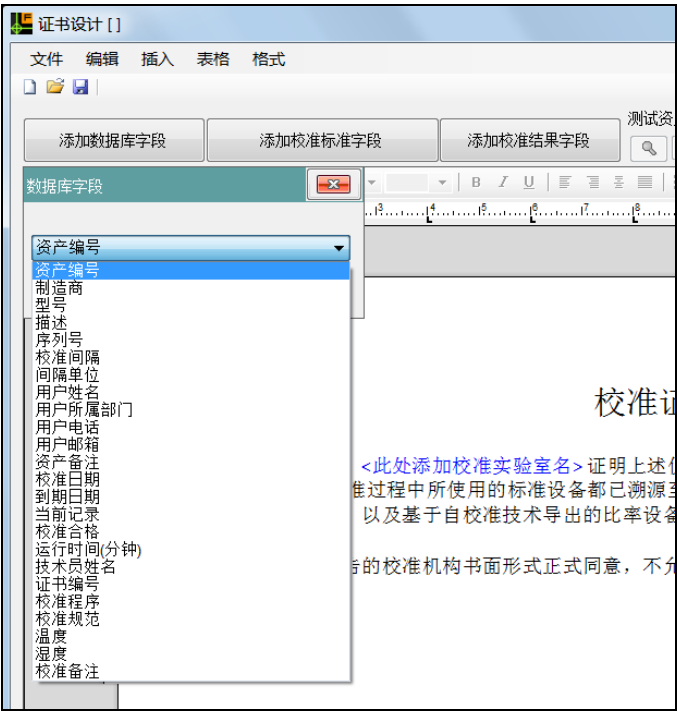 证书设计 [ ]
文件 编辑 插入 表格 格式
测试资
添加数据库字段 添加校准标准字段 添加校准结果字段
数据库字段
B I U
3 4 5 6 7 8
资产编号
资产编号
制造商
型号
描述
序列号
校准间隔
间隔单位
用户姓名
用户所属部门
用户电话
用户邮箱
资产备注
校准日期
到期日期
当前记录
校准合格
运行时间(分钟)
技术员姓名
证书编号
校准程序
校准规范
温度
湿度
校准备注
校准证
<此处添加校准实验室名> 证明上述
准过程中所使用的标准设备都已溯源
以及基于自校准技术导出的比率设备
告的校准机构书面形式正式同意，不允